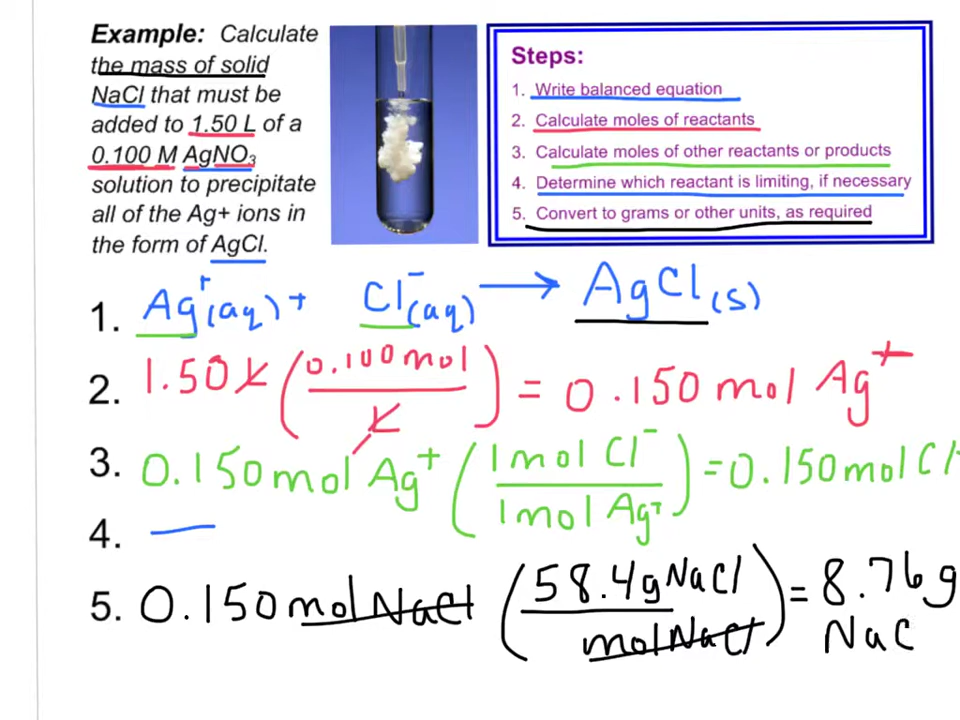 Example: Calculate
the mass of solid
NaCl that must be
added to 1.50 L of a
0.100 M AgNO₃
solution to precipitate
all of the Ag+ ions in
the form of AgCl.
Steps:
1. Write balanced equation
2. Calculate moles of reactants
3. Calculate moles of other reactants or products
4. Determine which reactant is limiting, if necessary
5. Convert to grams or other units, as required
1. Ag⁺(aq) + Cl⁻(aq) → AgCl(s)
2. 1.50 L (0.100 mol / L) = 0.150 mol Ag⁺
3. 0.150 mol Ag⁺ (1 mol Cl⁻ / 1 mol Ag⁺) = 0.150 mol Cl⁻
4. —
5. 0.150 mol NaCl (58.4 g NaCl / mol NaCl) = 8.76 g
NaC